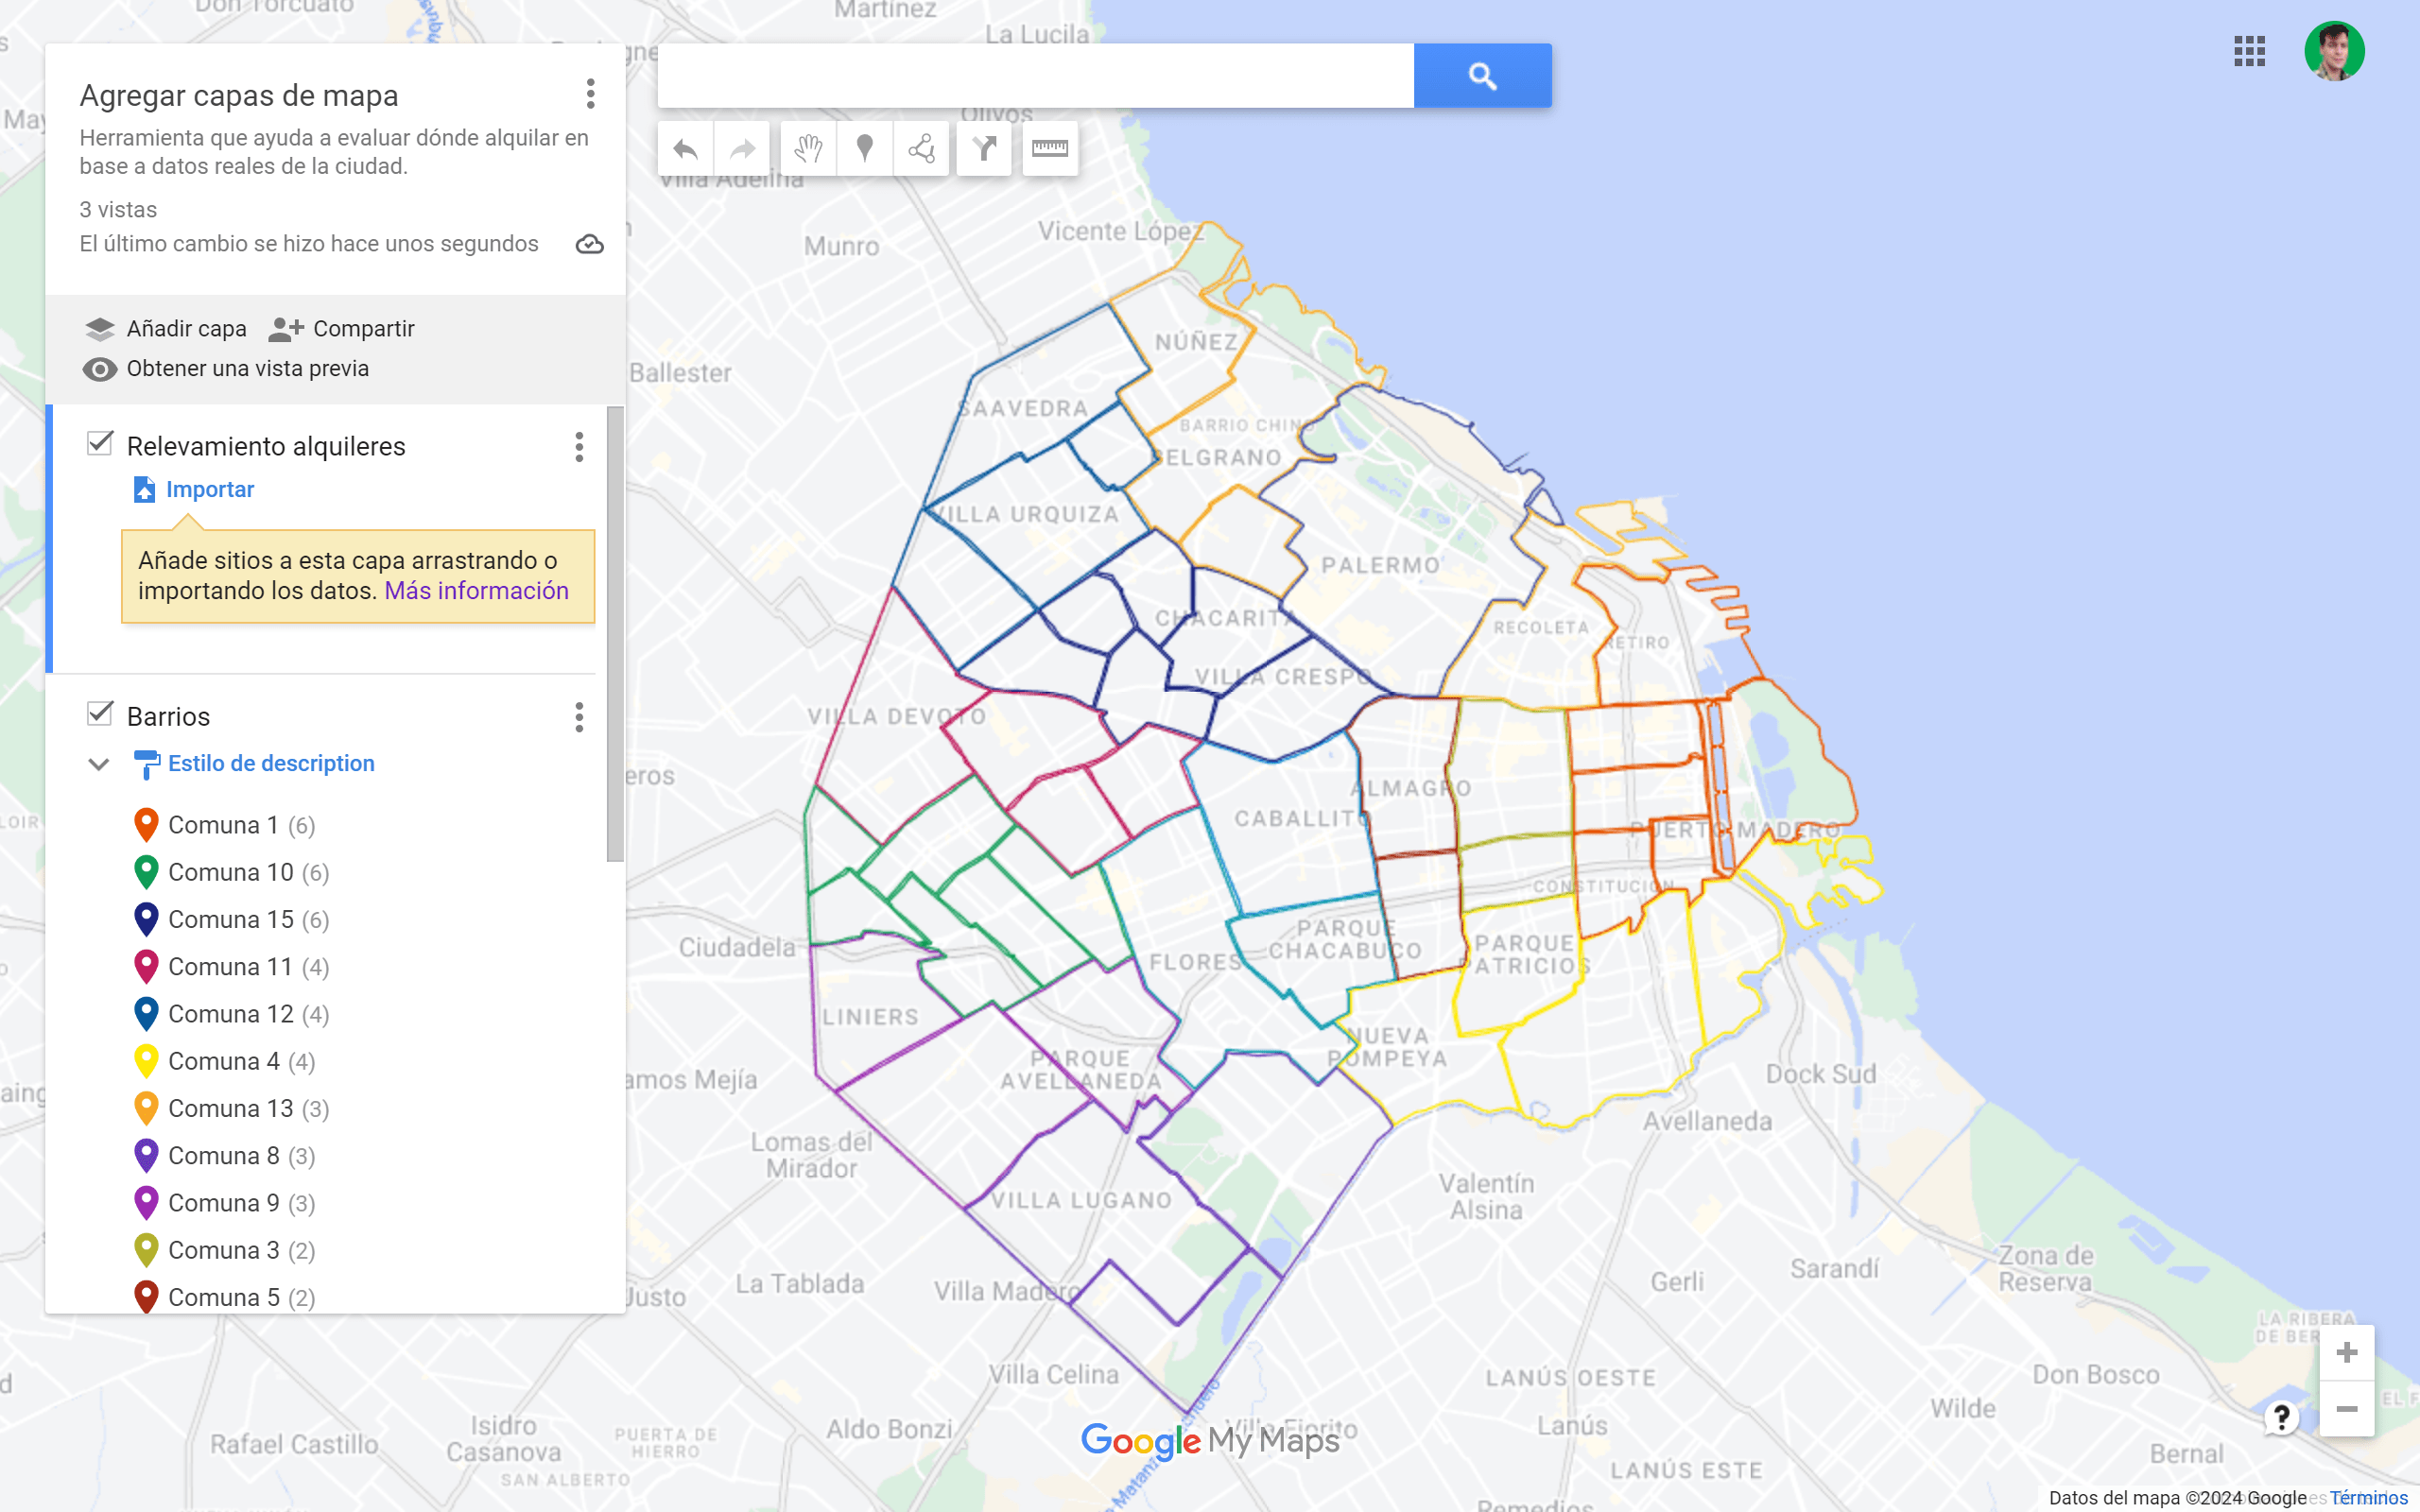 Agregar capas de mapa
Herramienta que ayuda a evaluar dónde alquilar en
base a datos reales de la ciudad.
3 vistas
El último cambio se hizo hace unos segundos
Añadir capa
Compartir
Obtener una vista previa
Relevamiento alquileres
Importar
Añade sitios a esta capa arrastrando o
importando los datos. Más información
Barrios
Estilo de description
Comuna 1 (6)
Comuna 10 (6)
Comuna 15 (6)
Comuna 11 (4)
Comuna 12 (4)
Comuna 4 (4)
Comuna 13 (3)
Comuna 8 (3)
Comuna 9 (3)
Comuna 3 (2)
Comuna 5 (2)
Don Torcuato
Martínez
La Lucila
Olivos
Villa Adelina
Vicente López
Munro
NÚÑEZ
Ballester
SAAVEDRA
BARRIO CHINO
BELGRANO
VILLA URQUIZA
PALERMO
CHACARITA
RECOLETA
RETIRO
VILLA CRESPO
VILLA DEVOTO
eros
ALMAGRO
CABALLITO
PUERTO MADERO
CONSTITUCION
Ciudadela
PARQUE
CHACABUCO
PARQUE
PATRICIOS
FLORES
LINIERS
NUEVA
POMPEYA
PARQUE
AVELLANEDA
amos Mejía
Dock Sud
Avellaneda
Lomas del
Mirador
Valentín
Alsina
VILLA LUGANO
Zona de
Reserva
Sarandí
Gerli
La Tablada
Villa Madero
Justo
LA RIBERA
DE BER
Villa Celina
LANÚS OESTE
Don Bosco
Wilde
Lanús
Aldo Bonzi
Villa Fiorito
Isidro
Casanova
PUERTA DE
HIERRO
Rafael Castillo
SAN ALBERTO
Bernal
LANÚS ESTE
EL F
Remedios
Google My Maps
?
Datos del mapa ©2024 Google
Términos